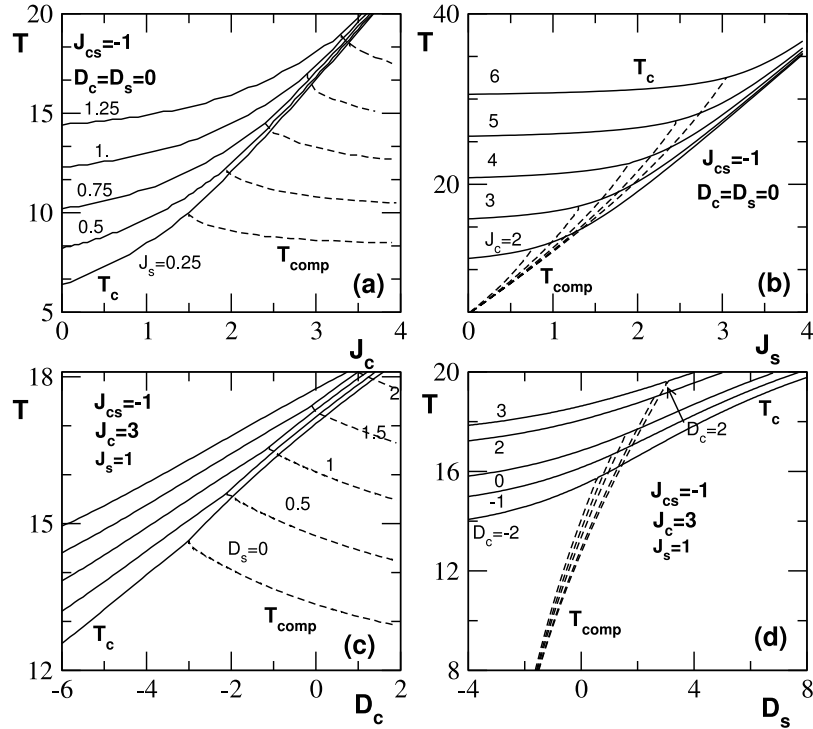 20
T
J_cs=-1
D_c=D_s=0
15
1.25
1.
0.75
10
0.5
J_s=0.25
T_comp
T_c
(a)
5
0
1
2
3
4
J_c
T
6
T_c
30
5
4
J_cs=-1
D_c=D_s=0
20
3
J_c=2
10
T_comp
(b)
0
1
2
3
4
J_s
18
T
J_cs=-1
J_c=3
J_s=1
2
1.5
1
15
0.5
D_s=0
T_comp
T_c
(c)
12
-6
-4
-2
0
2
D_c
20
T
3
D_c=2
T_c
2
16
0
-1
J_cs=-1
J_c=3
J_s=1
D_c=-2
12
T_comp
(d)
8
-4
0
4
8
D_s